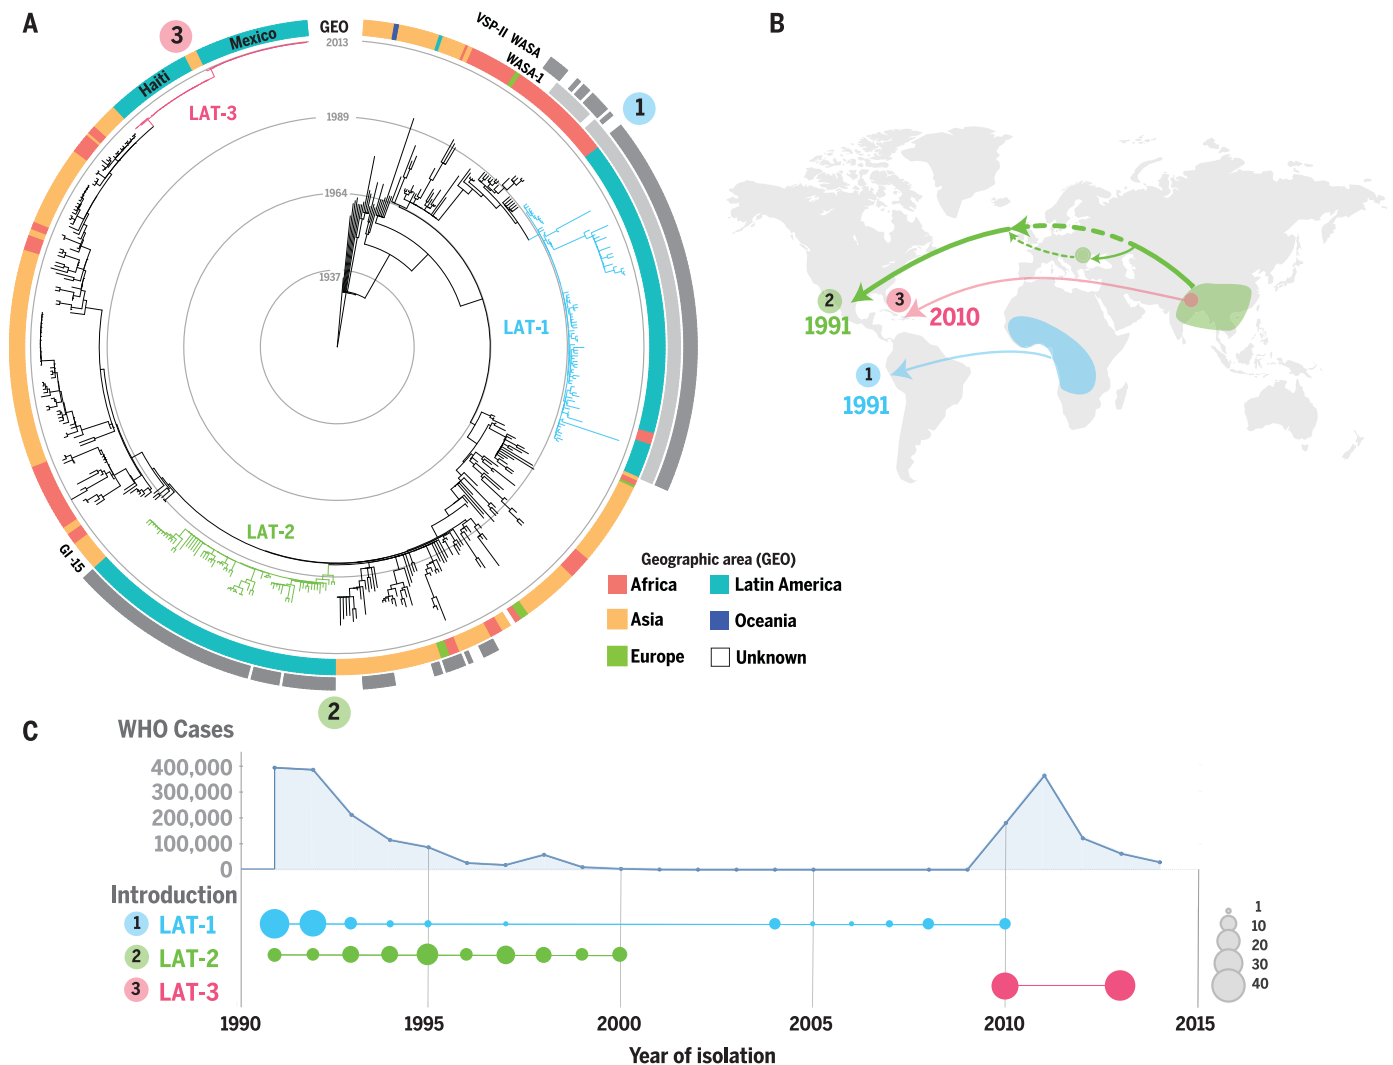 A
3
Mexico
GEO
2013
VSP-II WASA
WASA-1
Haiti
1
LAT-3
1989
1964
1937
LAT-1
LAT-2
GI-15
2
Geographic area (GEO)
Africa
Latin America
Asia
Oceania
Europe
Unknown
B
2
1991
3
2010
1
1991
C
WHO Cases
400,000
300,000
200,000
100,000
0
Introduction
1 LAT-1
2 LAT-2
3 LAT-3
1
10
20
30
40
1990 1995 2000 2005 2010 2015
Year of isolation